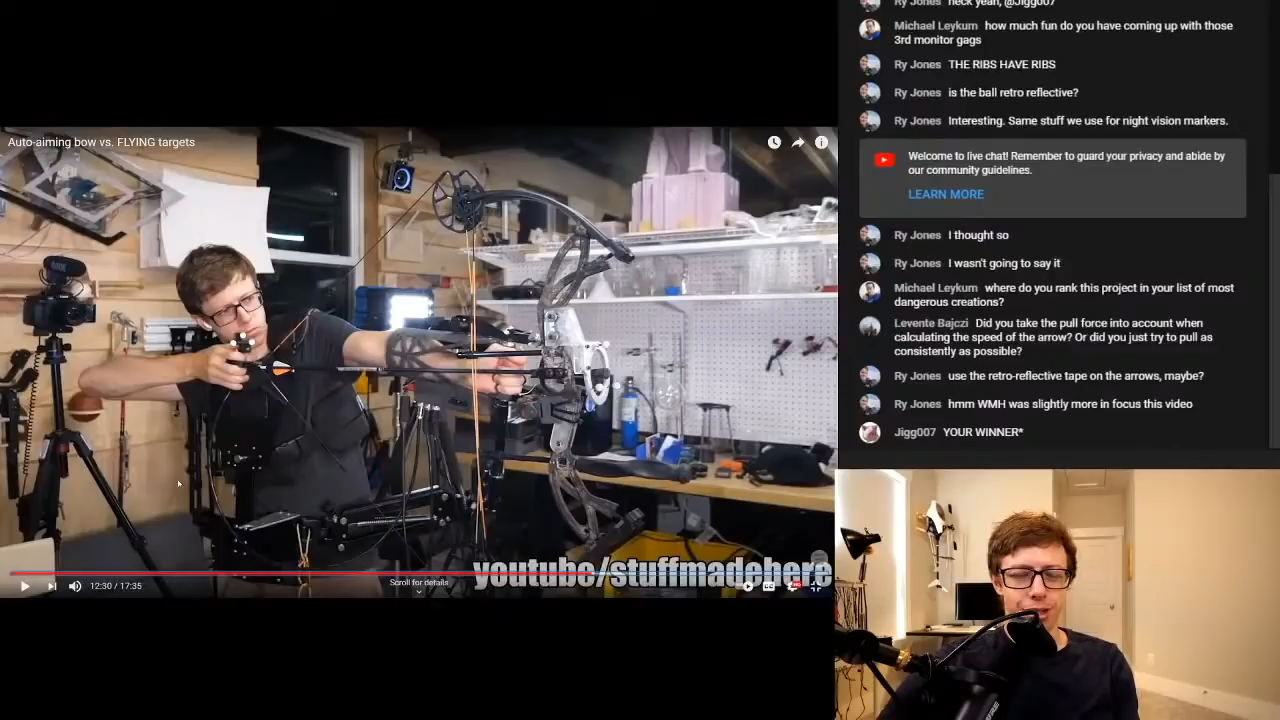 Auto-aiming bow vs. FLYING targets
12:30 / 17:35
Scroll for details
youtube/stuffmadehere
Ry Jones heck yeah, @Jigg007
Michael Leykum how much fun do you have coming up with those
3rd monitor gags
Ry Jones THE RIBS HAVE RIBS
Ry Jones is the ball retro reflective?
Ry Jones Interesting. Same stuff we use for night vision markers.
Welcome to live chat! Remember to guard your privacy and abide by
our community guidelines.
LEARN MORE
Ry Jones I thought so
Ry Jones I wasn't going to say it
Michael Leykum where do you rank this project in your list of most
dangerous creations?
Levente Bajczi Did you take the pull force into account when
calculating the speed of the arrow? Or did you just try to pull as
consistently as possible?
Ry Jones use the retro-reflective tape on the arrows, maybe?
Ry Jones hmm WMH was slightly more in focus this video
Jigg007 YOUR WINNER*